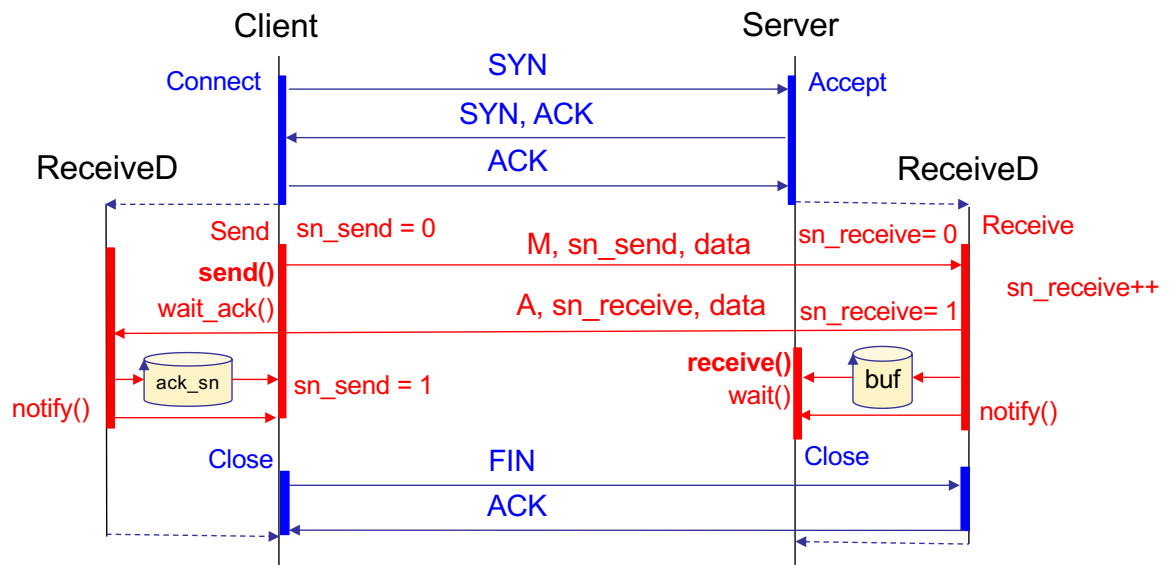 Client
Server
Connect
SYN
Accept
SYN, ACK
ReceiveD
ACK
ReceiveD
Send
sn_send = 0
M, sn_send, data
sn_receive= 0
Receive
send()
sn_receive++
wait_ack()
A, sn_receive, data
sn_receive= 1
receive()
ack_sn
sn_send = 1
buf
wait()
notify()
notify()
Close
FIN
Close
ACK